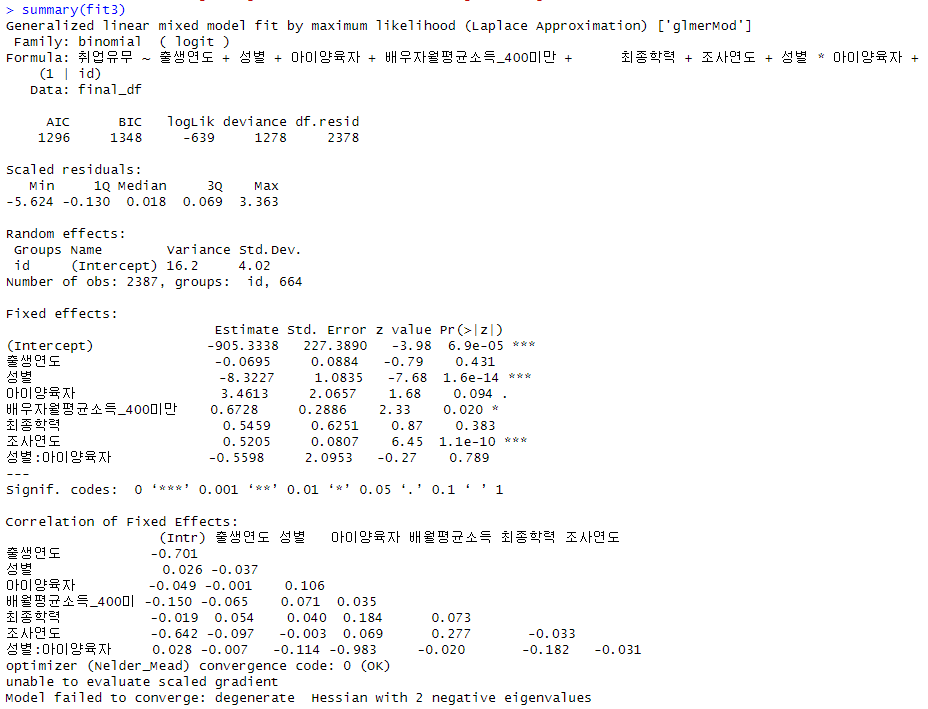 > summary(fit3)
Generalized linear mixed model fit by maximum likelihood (Laplace Approximation) ['glmerMod']
 Family: binomial  ( logit )
Formula: 취업유무 ~ 출생연도 + 성별 + 아이양육자 + 배우자월평균소득_400미만 +      최종학력 + 조사연도 + 성별 * 아이양육자 +
    (1 | id)
   Data: final_df
     AIC      BIC   logLik deviance df.resid
    1296     1348     -639     1278     2378
Scaled residuals:
   Min     1Q Median     3Q    Max
-5.624 -0.130  0.018  0.069  3.363
Random effects:
 Groups Name        Variance Std.Dev.
 id     (Intercept) 16.2     4.02
Number of obs: 2387, groups:  id, 664
Fixed effects:
                          Estimate Std. Error z value Pr(>|z|)
(Intercept)              -905.3338   227.3890   -3.98  6.9e-05 ***
출생연도                   -0.0695     0.0884   -0.79    0.431
성별                       -8.3227     1.0835   -7.68  1.6e-14 ***
아이양육자                  3.4613     2.0657    1.68    0.094 .
배우자월평균소득_400미만    0.6728     0.2886    2.33    0.020 *
최종학력                    0.5459     0.6251    0.87    0.383
조사연도                    0.5205     0.0807    6.45  1.1e-10 ***
성별:아이양육자            -0.5598     2.0953   -0.27    0.789
---
Signif. codes:  0 ‘***’ 0.001 ‘**’ 0.01 ‘*’ 0.05 ‘.’ 0.1 ‘ ’ 1
Correlation of Fixed Effects:
                   (Intr) 출생연도 성별   아이양육자 배월평균소득 최종학력 조사연도
출생연도          -0.701
성별               0.026 -0.037
아이양육자        -0.049 -0.001   0.106
배월평균소득_400미 -0.150 -0.065   0.071  0.035
최종학력          -0.019  0.054   0.040  0.184      0.073
조사연도          -0.642 -0.097  -0.003  0.069      0.277       -0.033
성별:아이양육자    0.028 -0.007  -0.114 -0.983     -0.020       -0.182   -0.031
optimizer (Nelder_Mead) convergence code: 0 (OK)
unable to evaluate scaled gradient
Model failed to converge: degenerate  Hessian with 2 negative eigenvalues